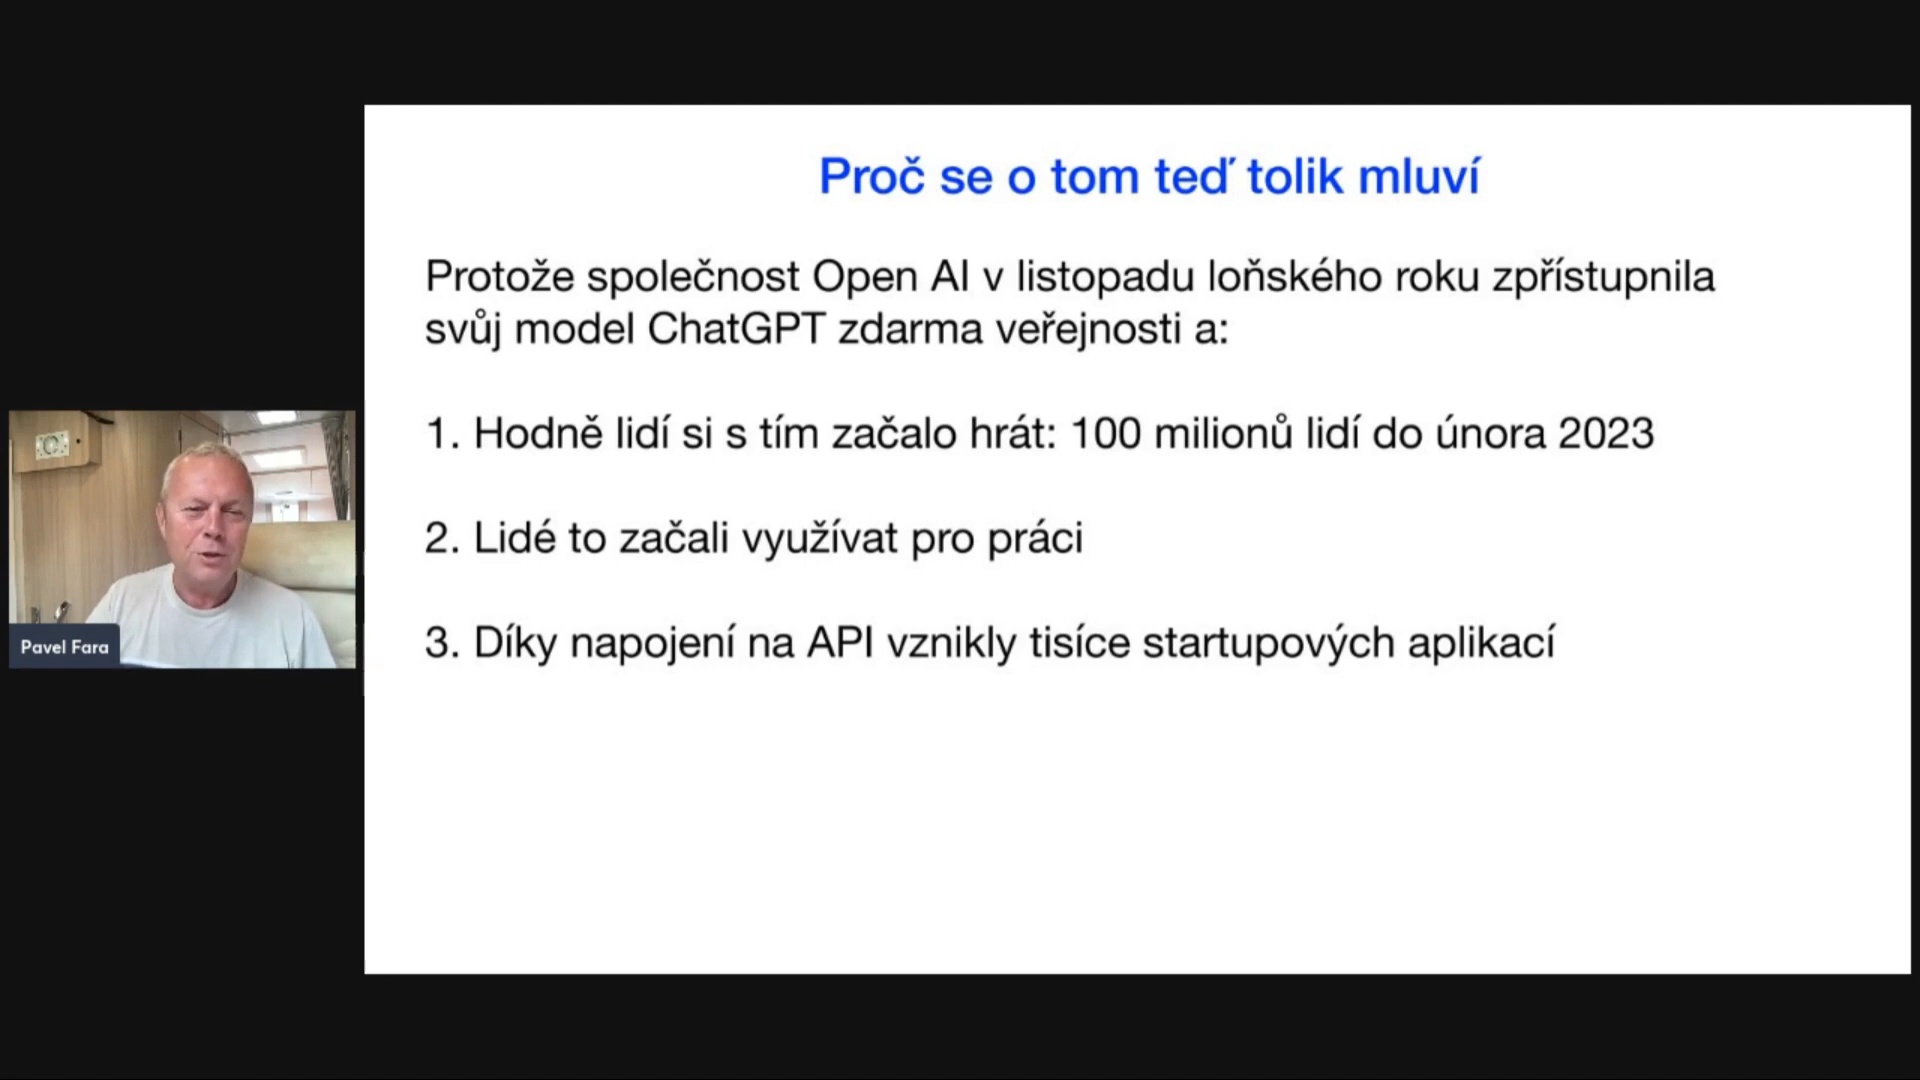 Proč se o tom teď tolik mluví
Protože společnost Open AI v listopadu loňského roku zpřístupnila
svůj model ChatGPT zdarma veřejnosti a:
1. Hodně lidí si s tím začalo hrát: 100 milionů lidí do února 2023
2. Lidé to začali využívat pro práci
3. Díky napojení na API vznikly tisíce startupových aplikací
Pavel Fara